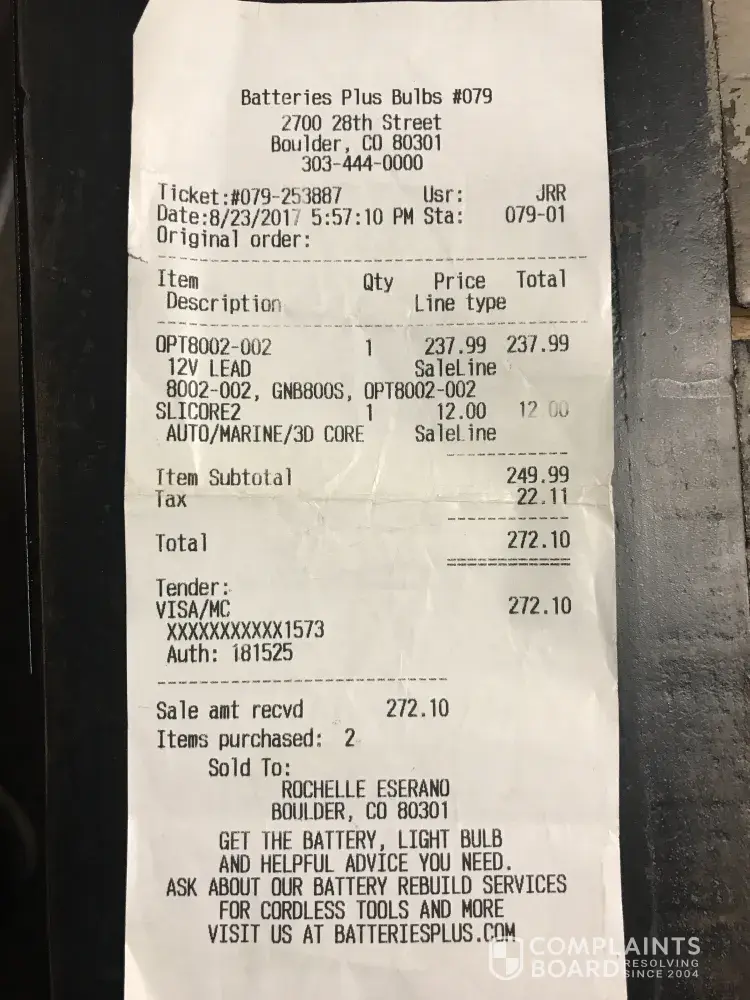 Batteries Plus Bulbs #079
2700 28th Street
Boulder, CO 80301
303-444-0000
Ticket:#079-253887 Usr: JRR
Date:8/23/2017 5:57:10 PM Sta: 079-01
Original order:
Item Qty Price Total
Description Line type
OPT8002-002 1 237.99 237.99
12V LEAD SaleLine
8002-002, GNB800S, OPT8002-002
SLICORE2 1 12.00 12 00
AUTO/MARINE/3D CORE SaleLine
Item Subtotal 249.99
Tax 22.11
Total 272.10
Tender:
VISA/MC 272.10
XXXXXXXXXXX1573
Auth: 181525
Sale amt recvd 272.10
Items purchased: 2
Sold To:
ROCHELLE ESERANO
BOULDER, CO 80301
GET THE BATTERY, LIGHT BULB
AND HELPFUL ADVICE YOU NEED.
ASK ABOUT OUR BATTERY REBUILD SERVICES
FOR CORDLESS TOOLS AND MORE
VISIT US AT BATTERIESPLUS.COM
COMPLAINTS
BOARD RESOLVING
SINCE 2004